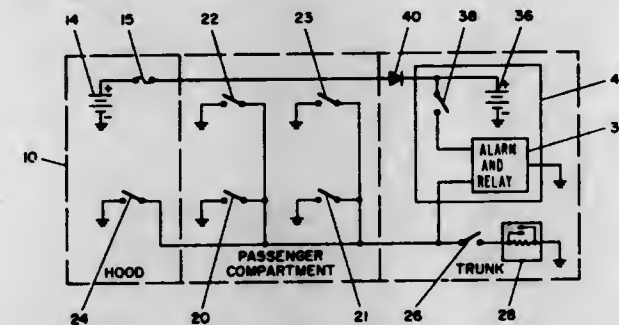 14 15 22 23 40 38 36
+ + 4
- -
10 3
ALARM
AND
RELAY
PASSENGER
HOOD COMPARTMENT TRUNK
24 20 21 26 28